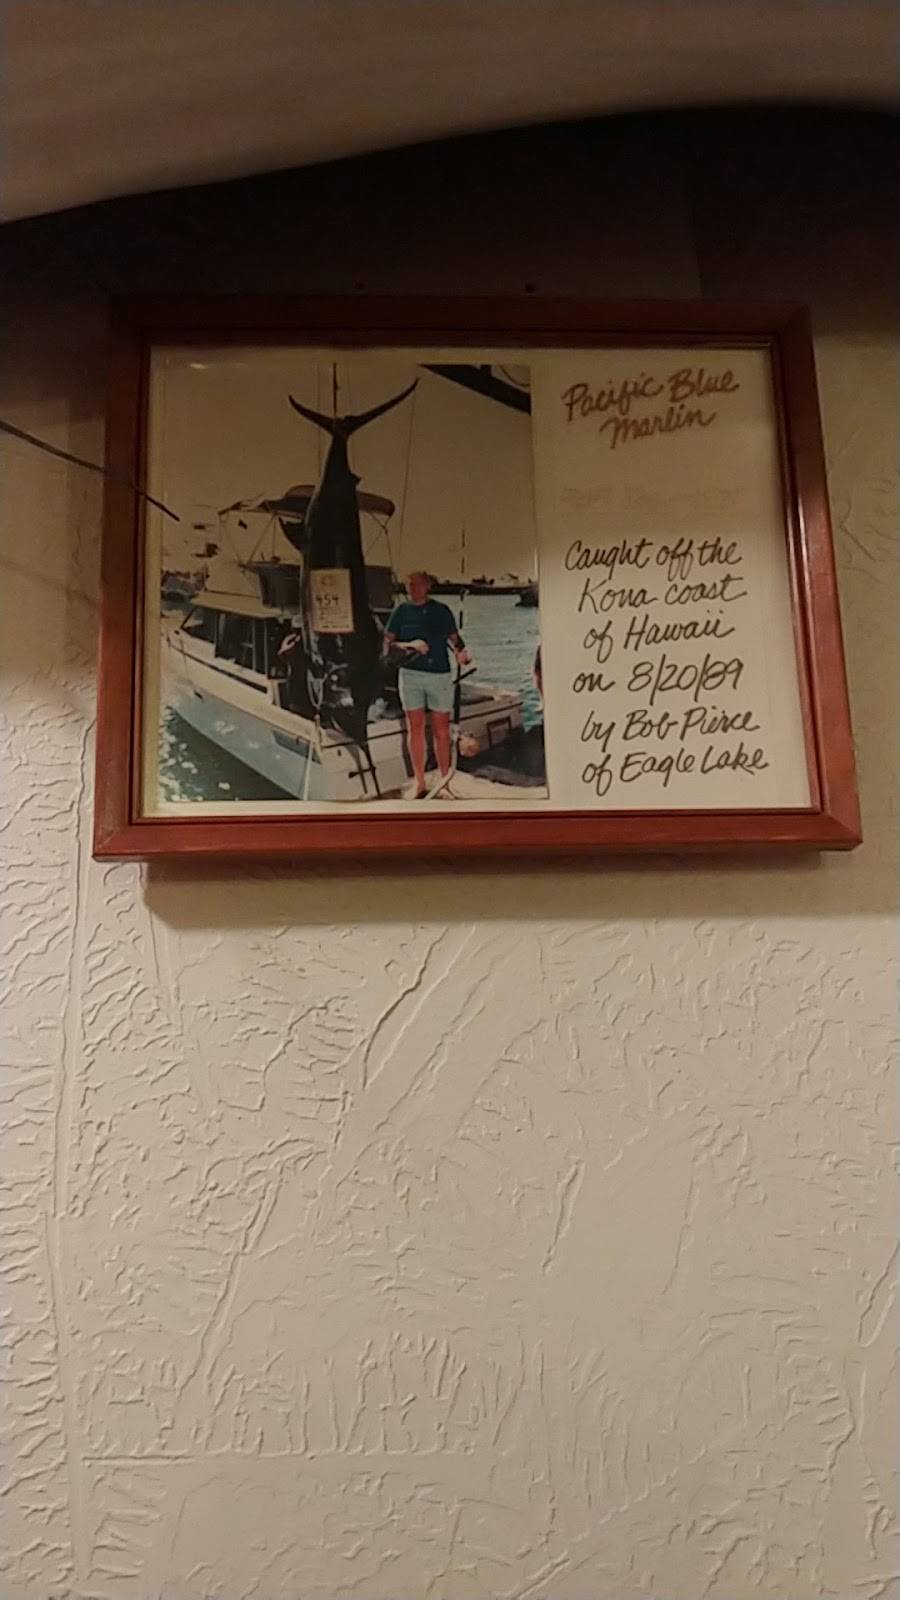 Pacific Blue
Marlin
Caught off the
Kona coast
of Hawaii
on 8/20/89
by Bob Pierce
of Eagle Lake
454